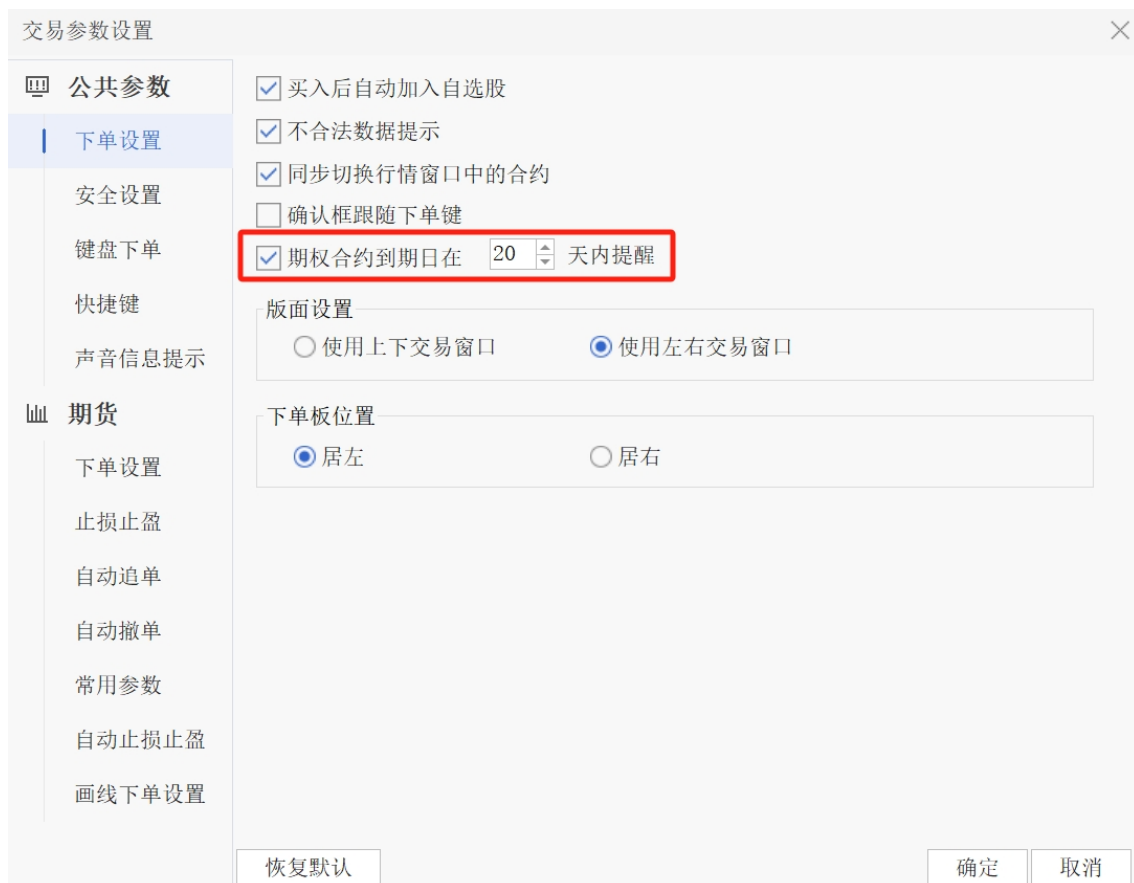 交易参数设置
公共参数
下单设置
安全设置
键盘下单
快捷键
声音信息提示
期货
下单设置
止损止盈
自动追单
自动撤单
常用参数
自动止损止盈
画线下单设置
买入后自动加入自选股
不合法数据提示
同步切换行情窗口中的合约
确认框跟随下单键
期权合约到期日在 20 天内提醒
版面设置
使用上下交易窗口 使用左右交易窗口
下单板位置
居左 居右
恢复默认 确定 取消